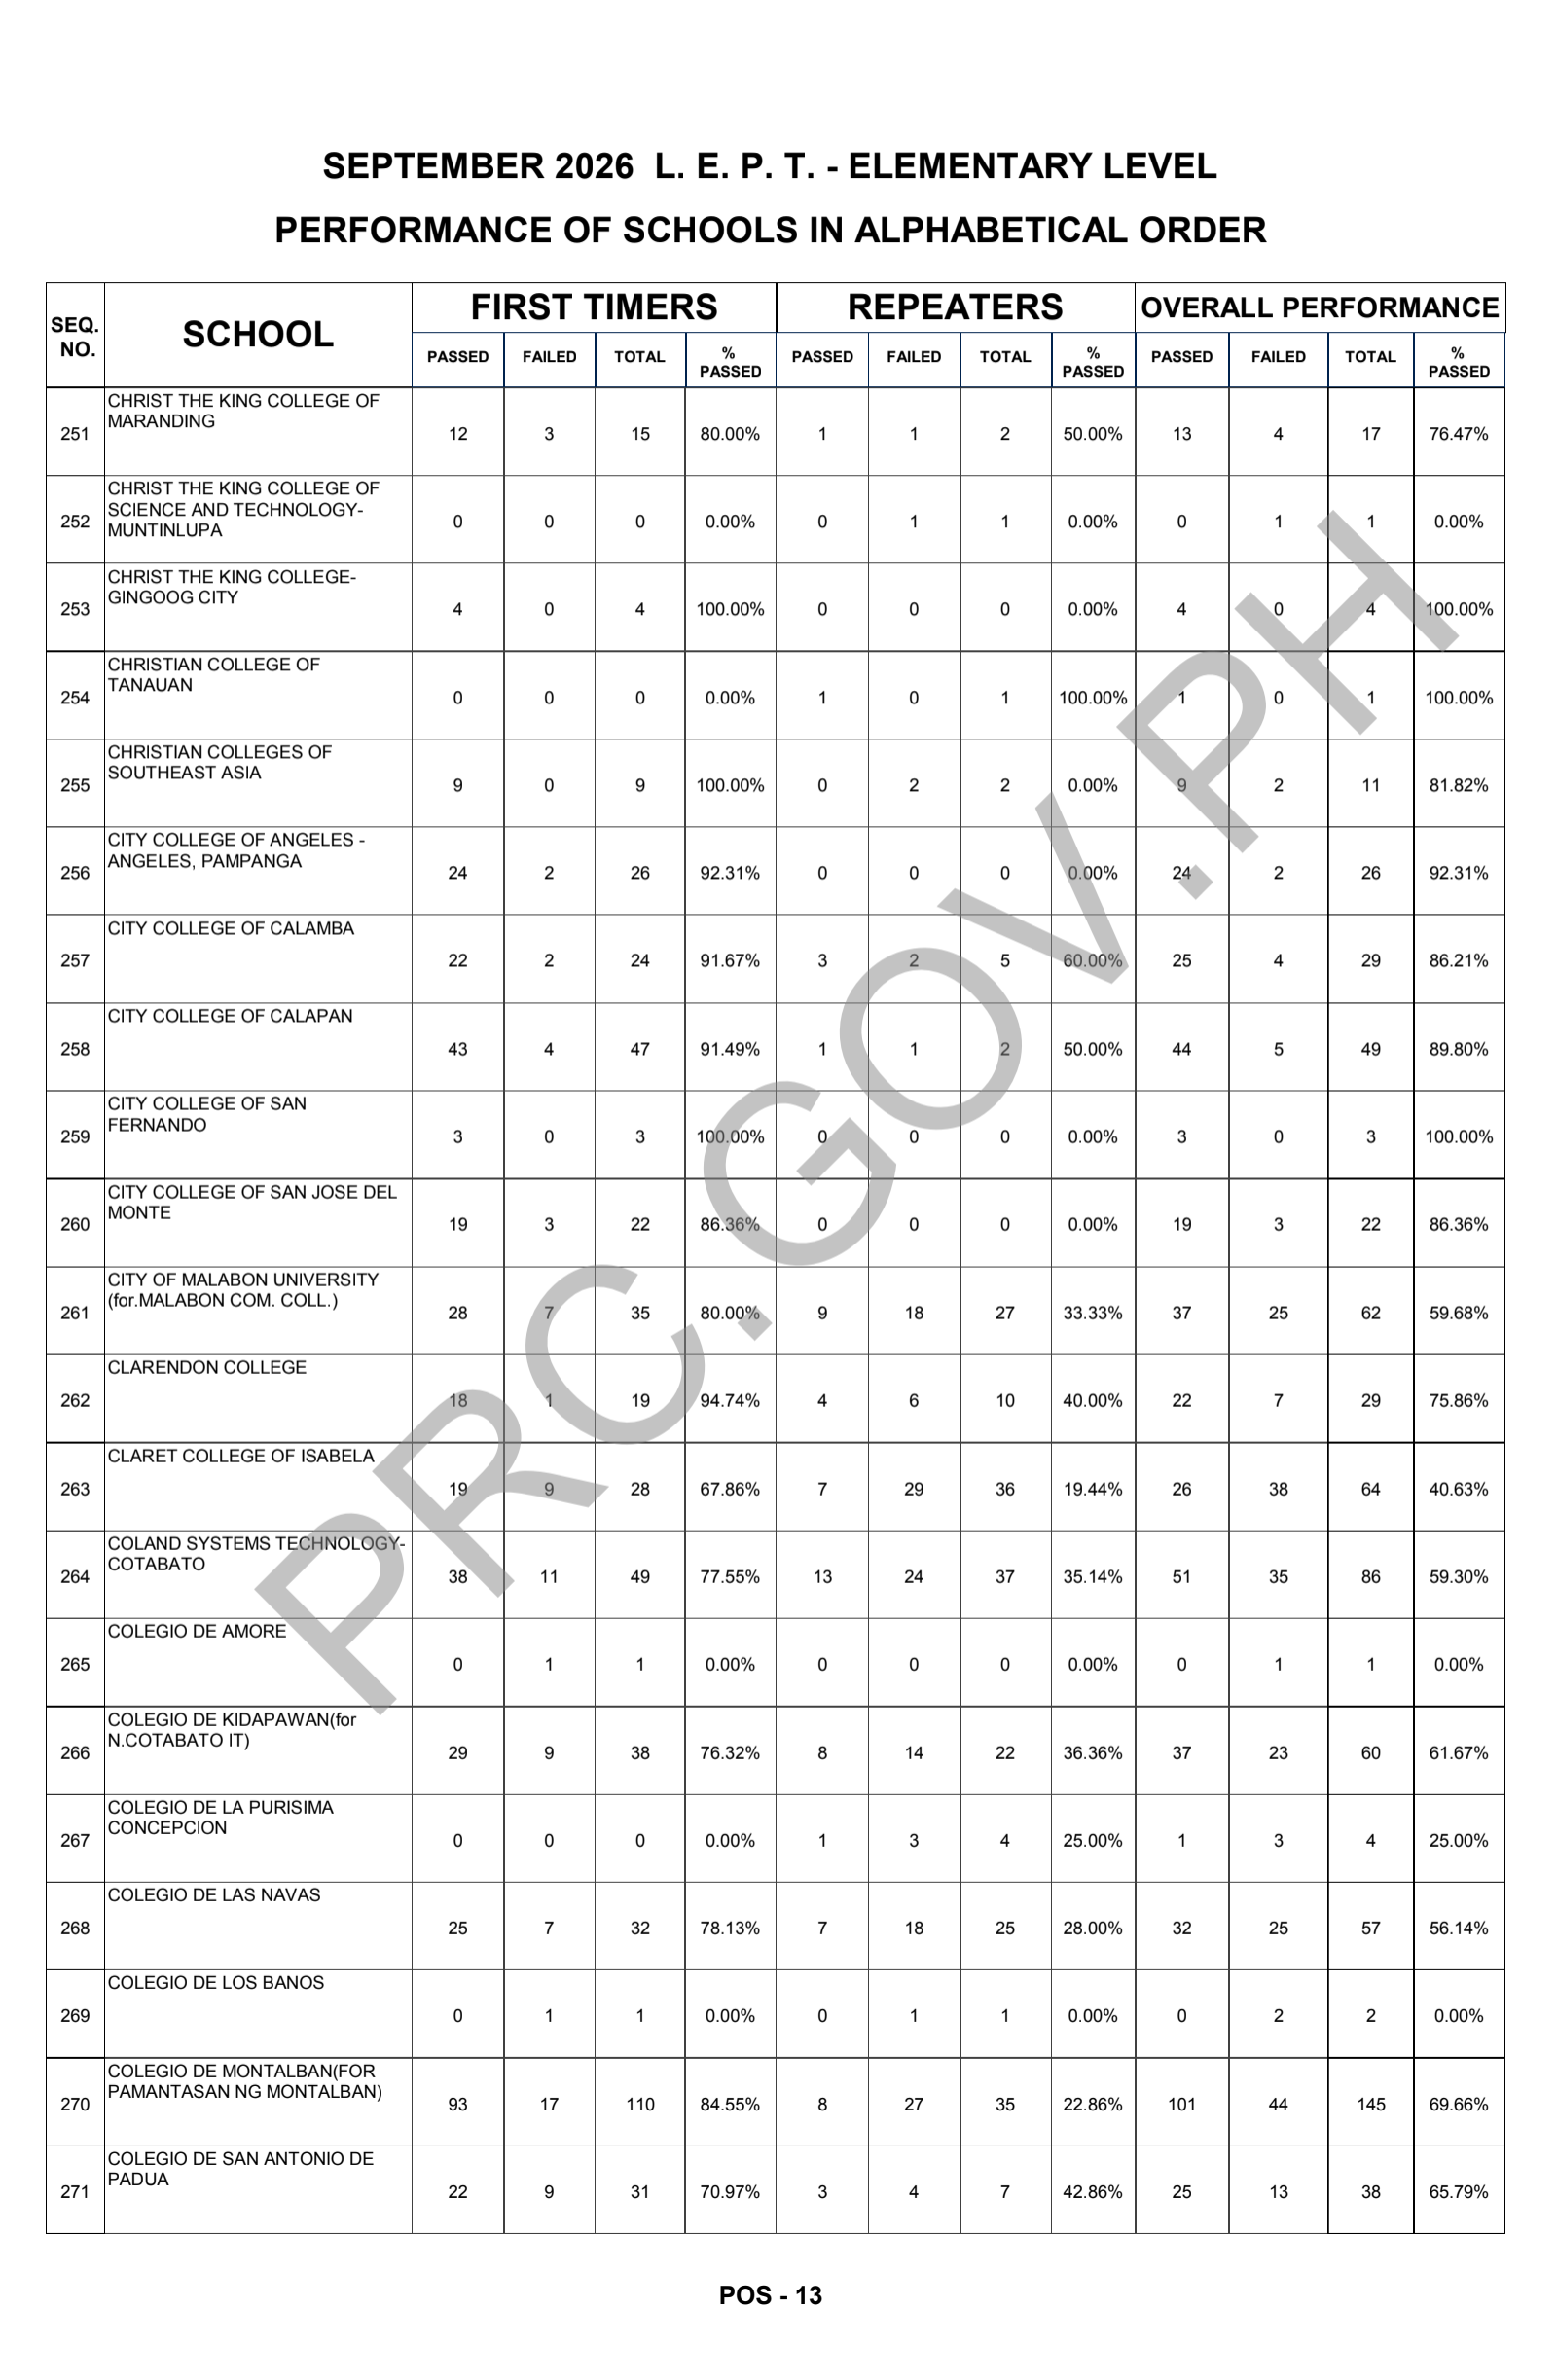 SEPTEMBER 2026 L. E. P. T. - ELEMENTARY LEVEL
PERFORMANCE OF SCHOOLS IN ALPHABETICAL ORDER
SEQ. NO. SCHOOL FIRST TIMERS REPEATERS OVERALL PERFORMANCE
PASSED FAILED TOTAL % PASSED PASSED FAILED TOTAL % PASSED PASSED FAILED TOTAL % PASSED
CHRIST THE KING COLLEGE OF
MARANDING
251 12 3 15 80.00% 1 1 2 50.00% 13 4 17 76.47%
CHRIST THE KING COLLEGE OF
SCIENCE AND TECHNOLOGY-
MUNTINLUPA
252 0 0 0 0.00% 0 1 1 0.00% 0 1 1 0.00%
CHRIST THE KING COLLEGE-
GINGOOG CITY
253 4 0 4 100.00% 0 0 0 0.00% 4 0 4 100.00%
CHRISTIAN COLLEGE OF
TANAUAN
254 0 0 0 0.00% 1 0 1 100.00% 1 0 1 100.00%
CHRISTIAN COLLEGES OF
SOUTHEAST ASIA
255 9 0 9 100.00% 0 2 2 0.00% 9 2 11 81.82%
CITY COLLEGE OF ANGELES -
ANGELES, PAMPANGA
256 24 2 26 92.31% 0 0 0 0.00% 24 2 26 92.31%
CITY COLLEGE OF CALAMBA
257 22 2 24 91.67% 3 2 5 60.00% 25 4 29 86.21%
CITY COLLEGE OF CALAPAN
258 43 4 47 91.49% 1 1 2 50.00% 44 5 49 89.80%
CITY COLLEGE OF SAN
FERNANDO
259 3 0 3 100.00% 0 0 0 0.00% 3 0 3 100.00%
CITY COLLEGE OF SAN JOSE DEL
MONTE
260 19 3 22 86.36% 0 0 0 0.00% 19 3 22 86.36%
CITY OF MALABON UNIVERSITY
(for.MALABON COM. COLL.)
261 28 7 35 80.00% 9 18 27 33.33% 37 25 62 59.68%
CLARENDON COLLEGE
262 18 1 19 94.74% 4 6 10 40.00% 22 7 29 75.86%
CLARET COLLEGE OF ISABELA
263 19 9 28 67.86% 7 29 36 19.44% 26 38 64 40.63%
COLAND SYSTEMS TECHNOLOGY-
COTABATO
264 38 11 49 77.55% 13 24 37 35.14% 51 35 86 59.30%
COLEGIO DE AMORE
265 0 1 1 0.00% 0 0 0 0.00% 0 1 1 0.00%
COLEGIO DE KIDAPAWAN(for
N.COTABATO IT)
266 29 9 38 76.32% 8 14 22 36.36% 37 23 60 61.67%
COLEGIO DE LA PURISIMA
CONCEPCION
267 0 0 0 0.00% 1 3 4 25.00% 1 3 4 25.00%
COLEGIO DE LAS NAVAS
268 25 7 32 78.13% 7 18 25 28.00% 32 25 57 56.14%
COLEGIO DE LOS BANOS
269 0 1 1 0.00% 0 1 1 0.00% 0 2 2 0.00%
COLEGIO DE MONTALBAN(FOR
PAMANTASAN NG MONTALBAN)
270 93 17 110 84.55% 8 27 35 22.86% 101 44 145 69.66%
COLEGIO DE SAN ANTONIO DE
PADUA
271 22 9 31 70.97% 3 4 7 42.86% 25 13 38 65.79%
PRC.GOV.PH
POS - 13